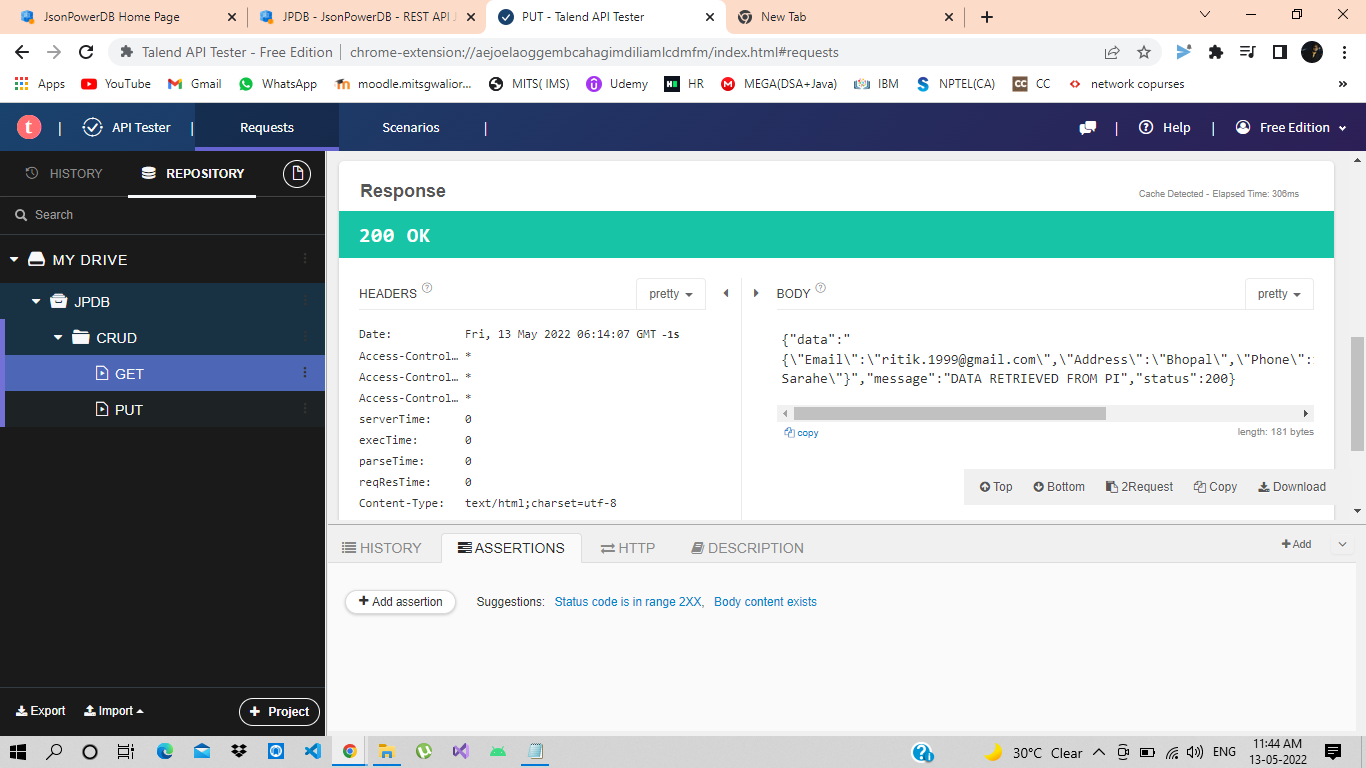 JsonPowerDB Home Page
JPDB - JsonPowerDB - REST API J
PUT - Talend API Tester
New Tab
Talend API Tester - Free Edition | chrome-extension://aejoelaoggembcahagimdiliamlcdmfm/index.html#requests
Apps YouTube Gmail WhatsApp moodle.mitsgwalior... MITS( IMS) Udemy HR MEGA(DSA+Java) IBM NPTEL(CA) CC CC network copurses »
t | API Tester | Requests Scenarios | | Help | Free Edition
HISTORY REPOSITORY
Search
MY DRIVE
JPDB
CRUD
GET
PUT
Export Import + Project
Response
Cache Detected - Elapsed Time: 306ms
200 OK
HEADERS ? pretty
Date: Fri, 13 May 2022 06:14:07 GMT -1s
Access-Control… *
Access-Control… *
Access-Control… *
serverTime: 0
execTime: 0
parseTime: 0
reqResTime: 0
Content-Type: text/html;charset=utf-8
BODY ? pretty
{"data":"
{\"Email\":\"ritik.1999@gmail.com\",\"Address\":\"Bhopal\",\"Phone\":
Sarahe\"}","message":"DATA RETRIEVED FROM PI","status":200}
copy
length: 181 bytes
Top Bottom 2Request Copy Download
HISTORY ASSERTIONS HTTP DESCRIPTION + Add
+ Add assertion Suggestions: Status code is in range 2XX, Body content exists
30°C Clear ENG
11:44 AM
13-05-2022